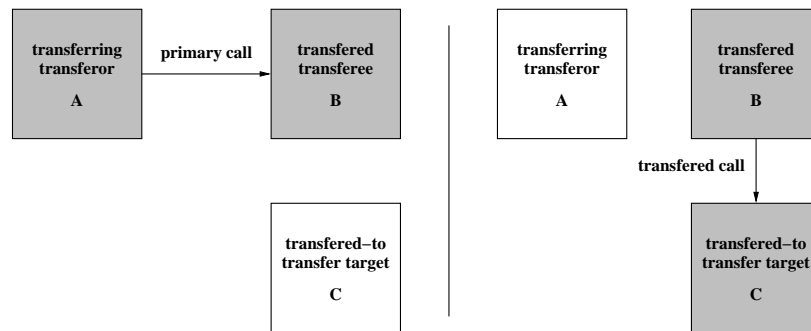 transferring
transferor
A
primary call
transfered
transferee
B
transfered−to
transfer target
C
transferring
transferor
A
transfered
transferee
B
transfered call
transfered−to
transfer target
C